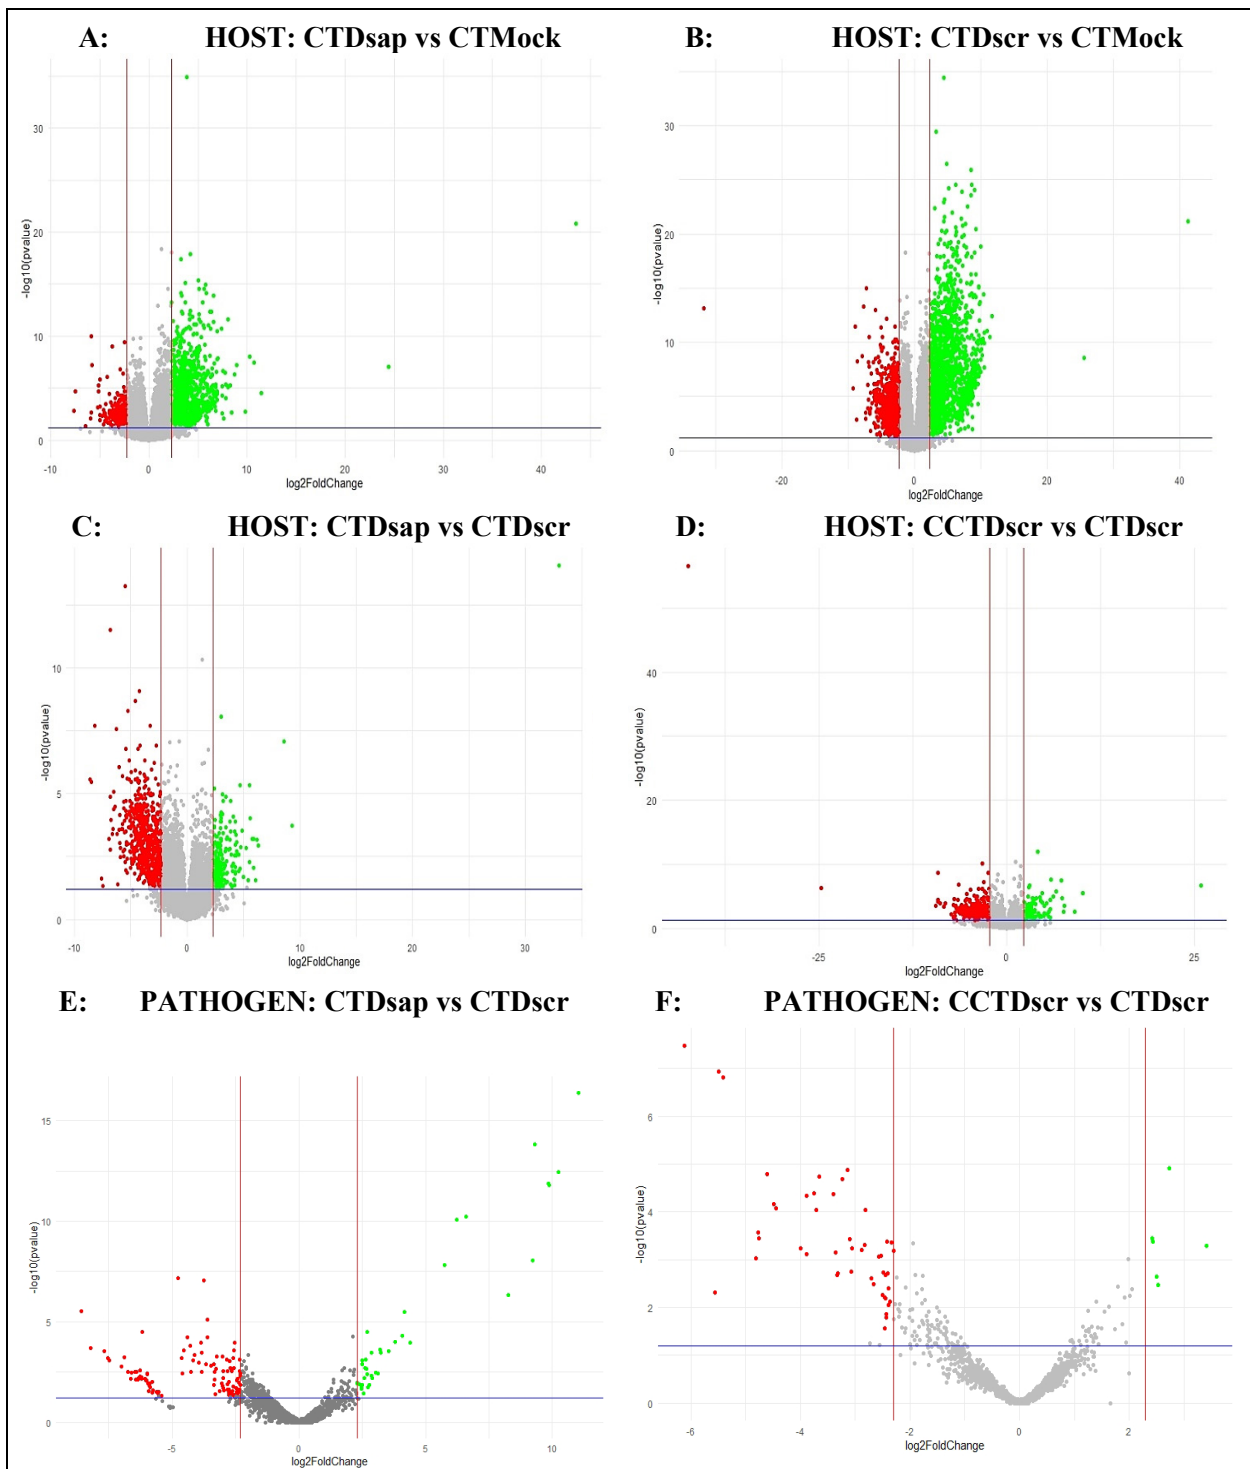 A: HOST: CTDsap vs CTMock
B: HOST: CTDscr vs CTMock
-log10(pvalue)
30
20
10
0
-10 0 10 20 30 40
log2FoldChange
-log10(pvalue)
30
20
10
0
-20 0 20 40
log2FoldChange
C: HOST: CTDsap vs CTDscr
D: HOST: CCTDscr vs CTDscr
-log10(pvalue)
10
5
0
-10 0 10 20 30
log2FoldChange
-log10(pvalue)
40
20
0
-25 0 25
log2FoldChange
E: PATHOGEN: CTDsap vs CTDscr
F: PATHOGEN: CCTDscr vs CTDscr
-log10(pvalue)
15
10
5
0
-5 0 5 10
log2FoldChange
-log10(pvalue)
6
4
2
0
-6 -4 -2 0 2
log2FoldChange